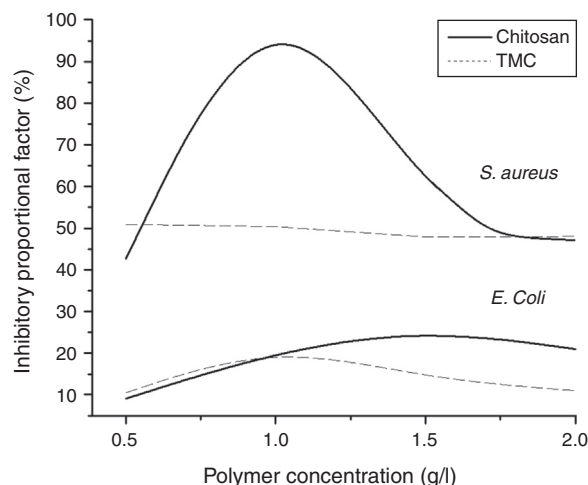 Inhibitory proportional factor (%)
100
90
80
70
60
50
40
30
20
10
Chitosan
TMC
S. aureus
E. Coli
0.5
1.0
1.5
2.0
Polymer concentration (g/l)